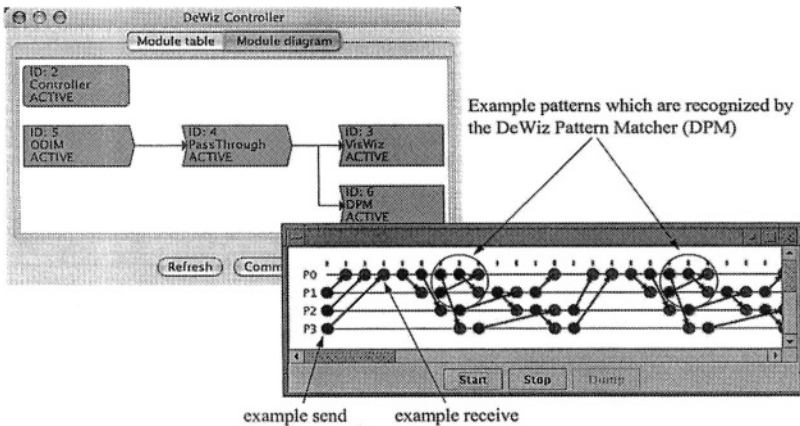 DeWiz Controller
Module table
Module diagram
ID: 2
Controller
ACTIVE
ID: 5
ODIM
ACTIVE
ID: 4
PassThrough
ACTIVE
ID: 3
VisWiz
ACTIVE
ID: 6
DPM
ACTIVE
Refresh
Comm
Example patterns which are recognized by
the DeWiz Pattern Matcher (DPM)
P0
P1
P2
P3
Start
Stop
Dump
example send
example receive